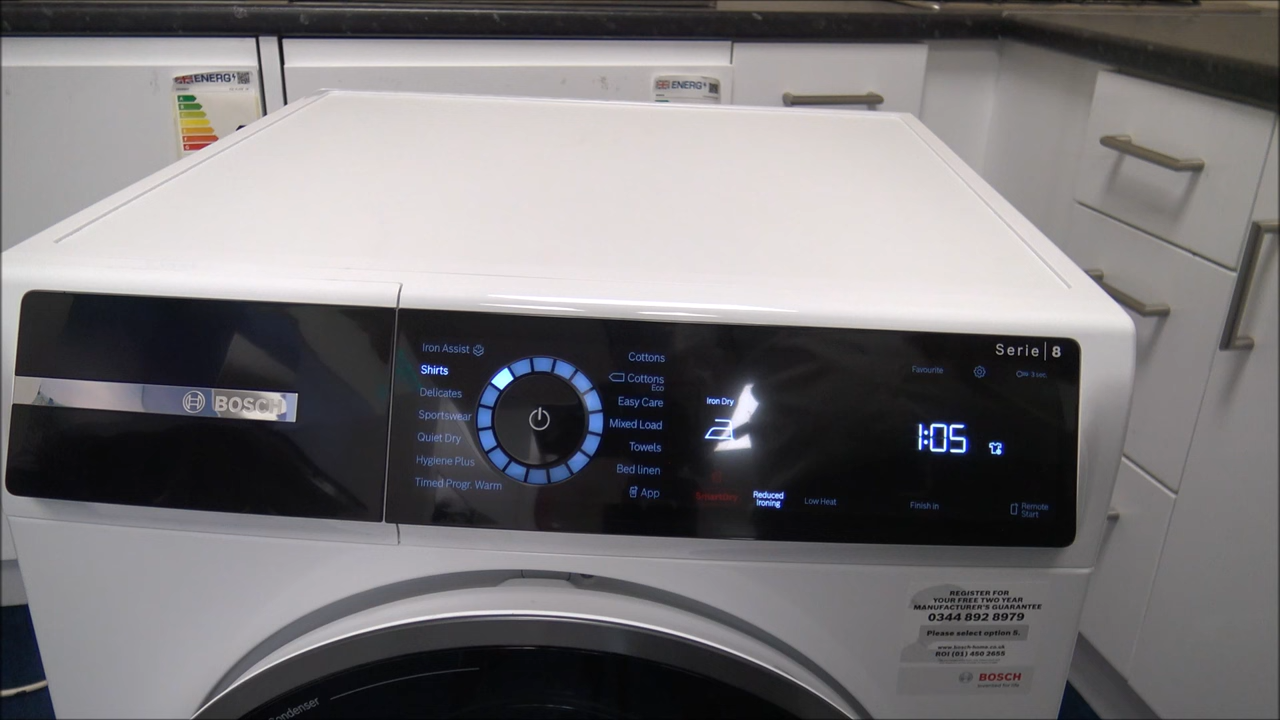 ENERG
ENERG
BOSCH
Serie | 8
Iron Assist
Shirts
Delicates
Sportswear
Quiet Dry
Hygiene Plus
Timed Progr. Warm
Cottons
Cottons
Eco
Easy Care
Mixed Load
Towels
Bed linen
App
Iron Dry
SmartDry
Reduced
Ironing
Low Heat
Favourite
3 sec.
1:05
Finish in
Remote
Start
REGISTER FOR
YOUR FREE TWO YEAR
MANUFACTURER'S GUARANTEE
0344 892 8979
Please select option 5.
www.bosch-home.co.uk
ROI (01) 450 2655
BOSCH
Invented for life
Condenser